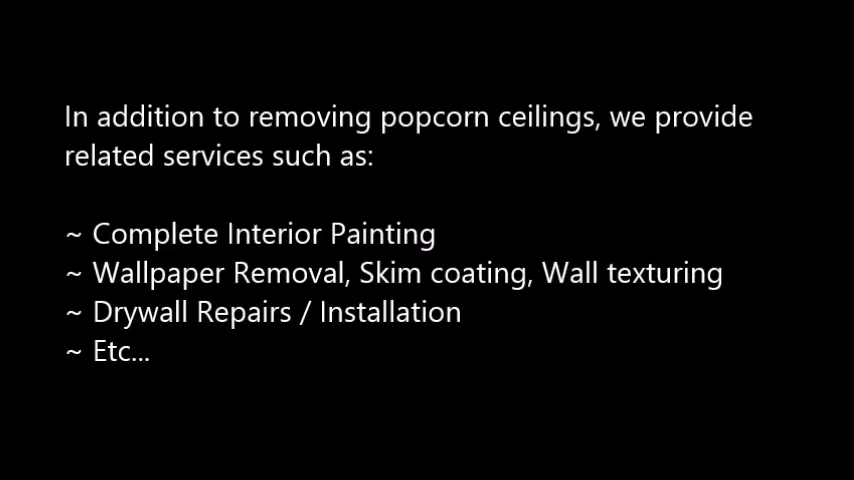 In addition to removing popcorn ceilings, we provide
related services such as:
~ Complete Interior Painting
~ Wallpaper Removal, Skim coating, Wall texturing
~ Drywall Repairs / Installation
~ Etc...